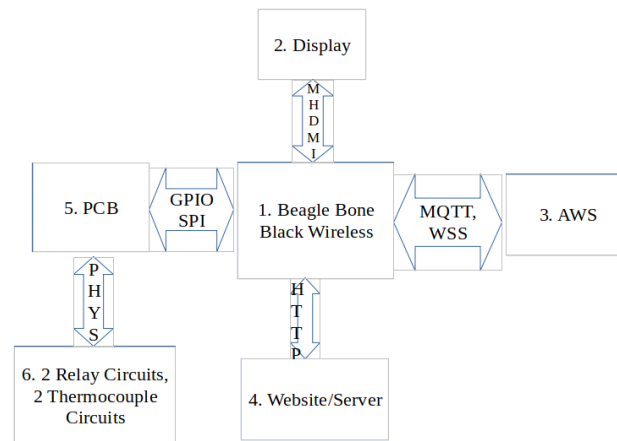 2. Display
M
H
D
M
I
5. PCB
GPIO
SPI
1. Beagle Bone
Black Wireless
MQTT,
WSS
3. AWS
P
H
Y
S
H
T
T
P
6. 2 Relay Circuits,
2 Thermocouple
Circuits
4. Website/Server